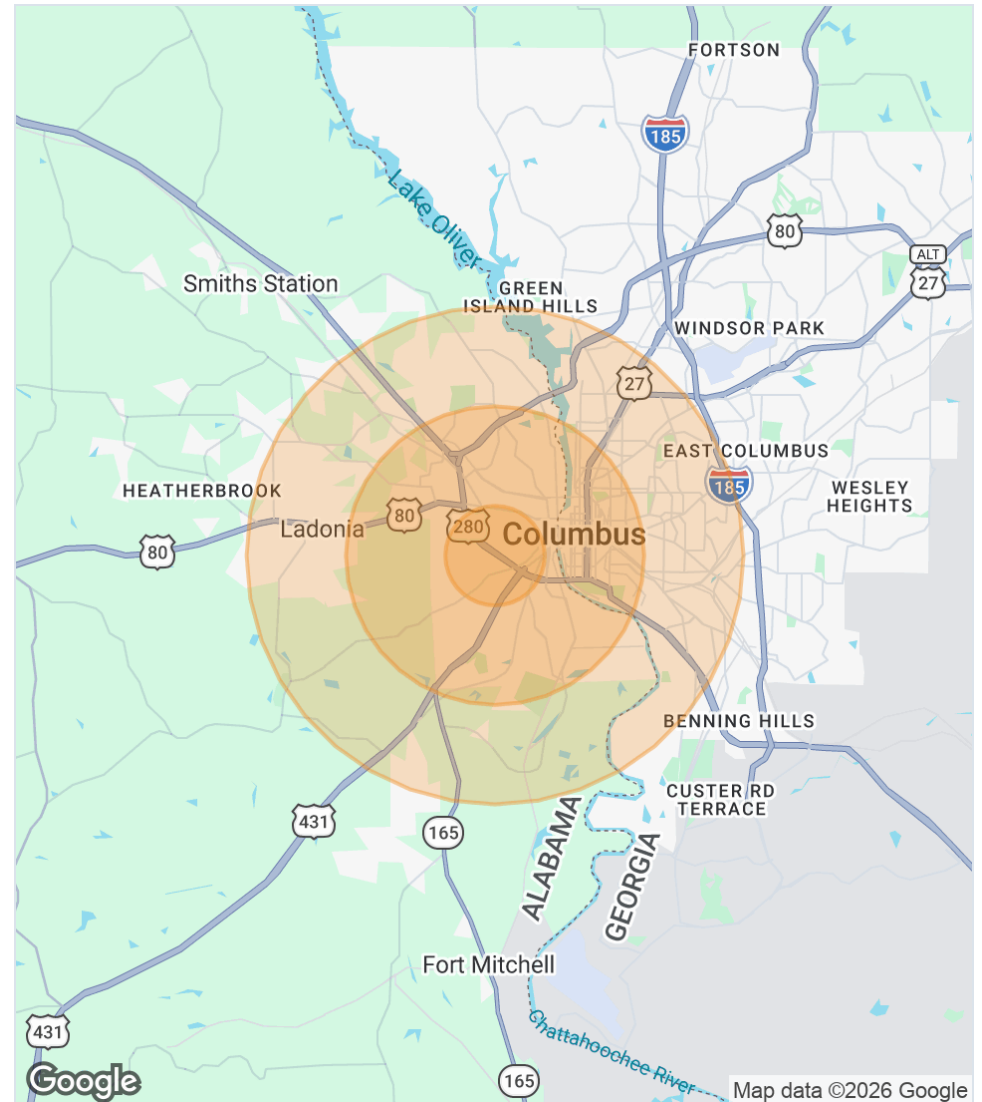 FORTSON
185
Lake Oliver
80
ALT
27
Smiths Station
GREEN
ISLAND HILLS
WINDSOR PARK
27
EAST COLUMBUS
185
HEATHERBROOK
WESLEY
HEIGHTS
80
Ladonia
280
Columbus
80
BENNING HILLS
CUSTER RD
TERRACE
431
165
ALABAMA
GEORGIA
Fort Mitchell
431
Chattahoochee River
165
Google
Map data ©2026 Google